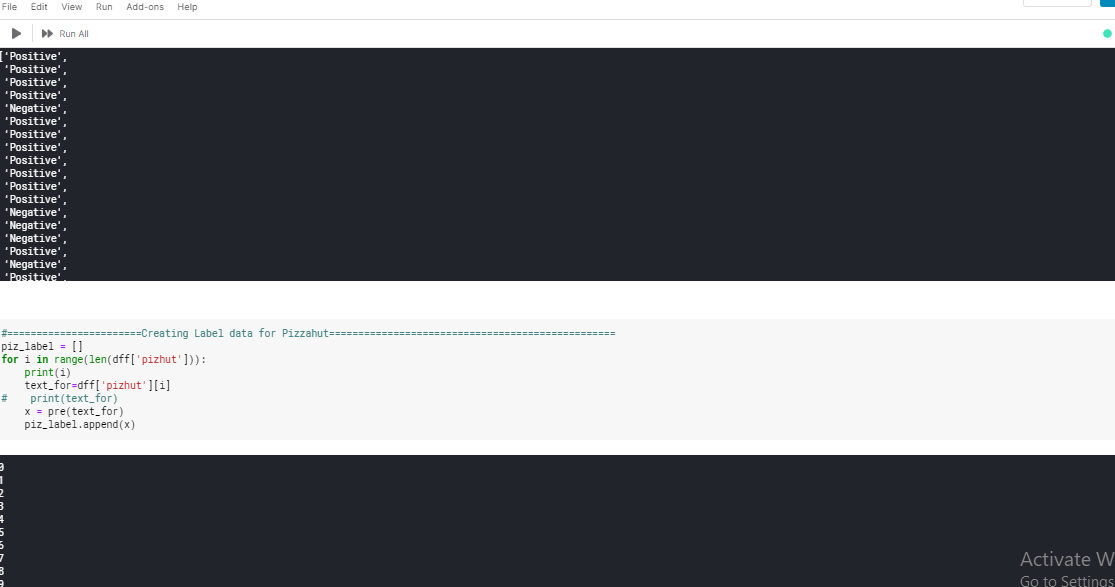 File Edit View Run Add-ons Help
Run All
['Positive',
'Positive',
'Positive',
'Positive',
'Negative',
'Positive',
'Positive',
'Positive',
'Positive',
'Positive',
'Positive',
'Positive',
'Negative',
'Negative',
'Negative',
'Positive',
'Negative',
'Positive',
#=======================Creating Label data for Pizzahut=================================================
piz_label = []
for i in range(len(dff['pizhut'])):
    print(i)
    text_for=dff['pizhut'][i]
#    print(text_for)
    x = pre(text_for)
    piz_label.append(x)
0
1
2
3
4
5
6
7
8
9
Activate W
Go to Settings